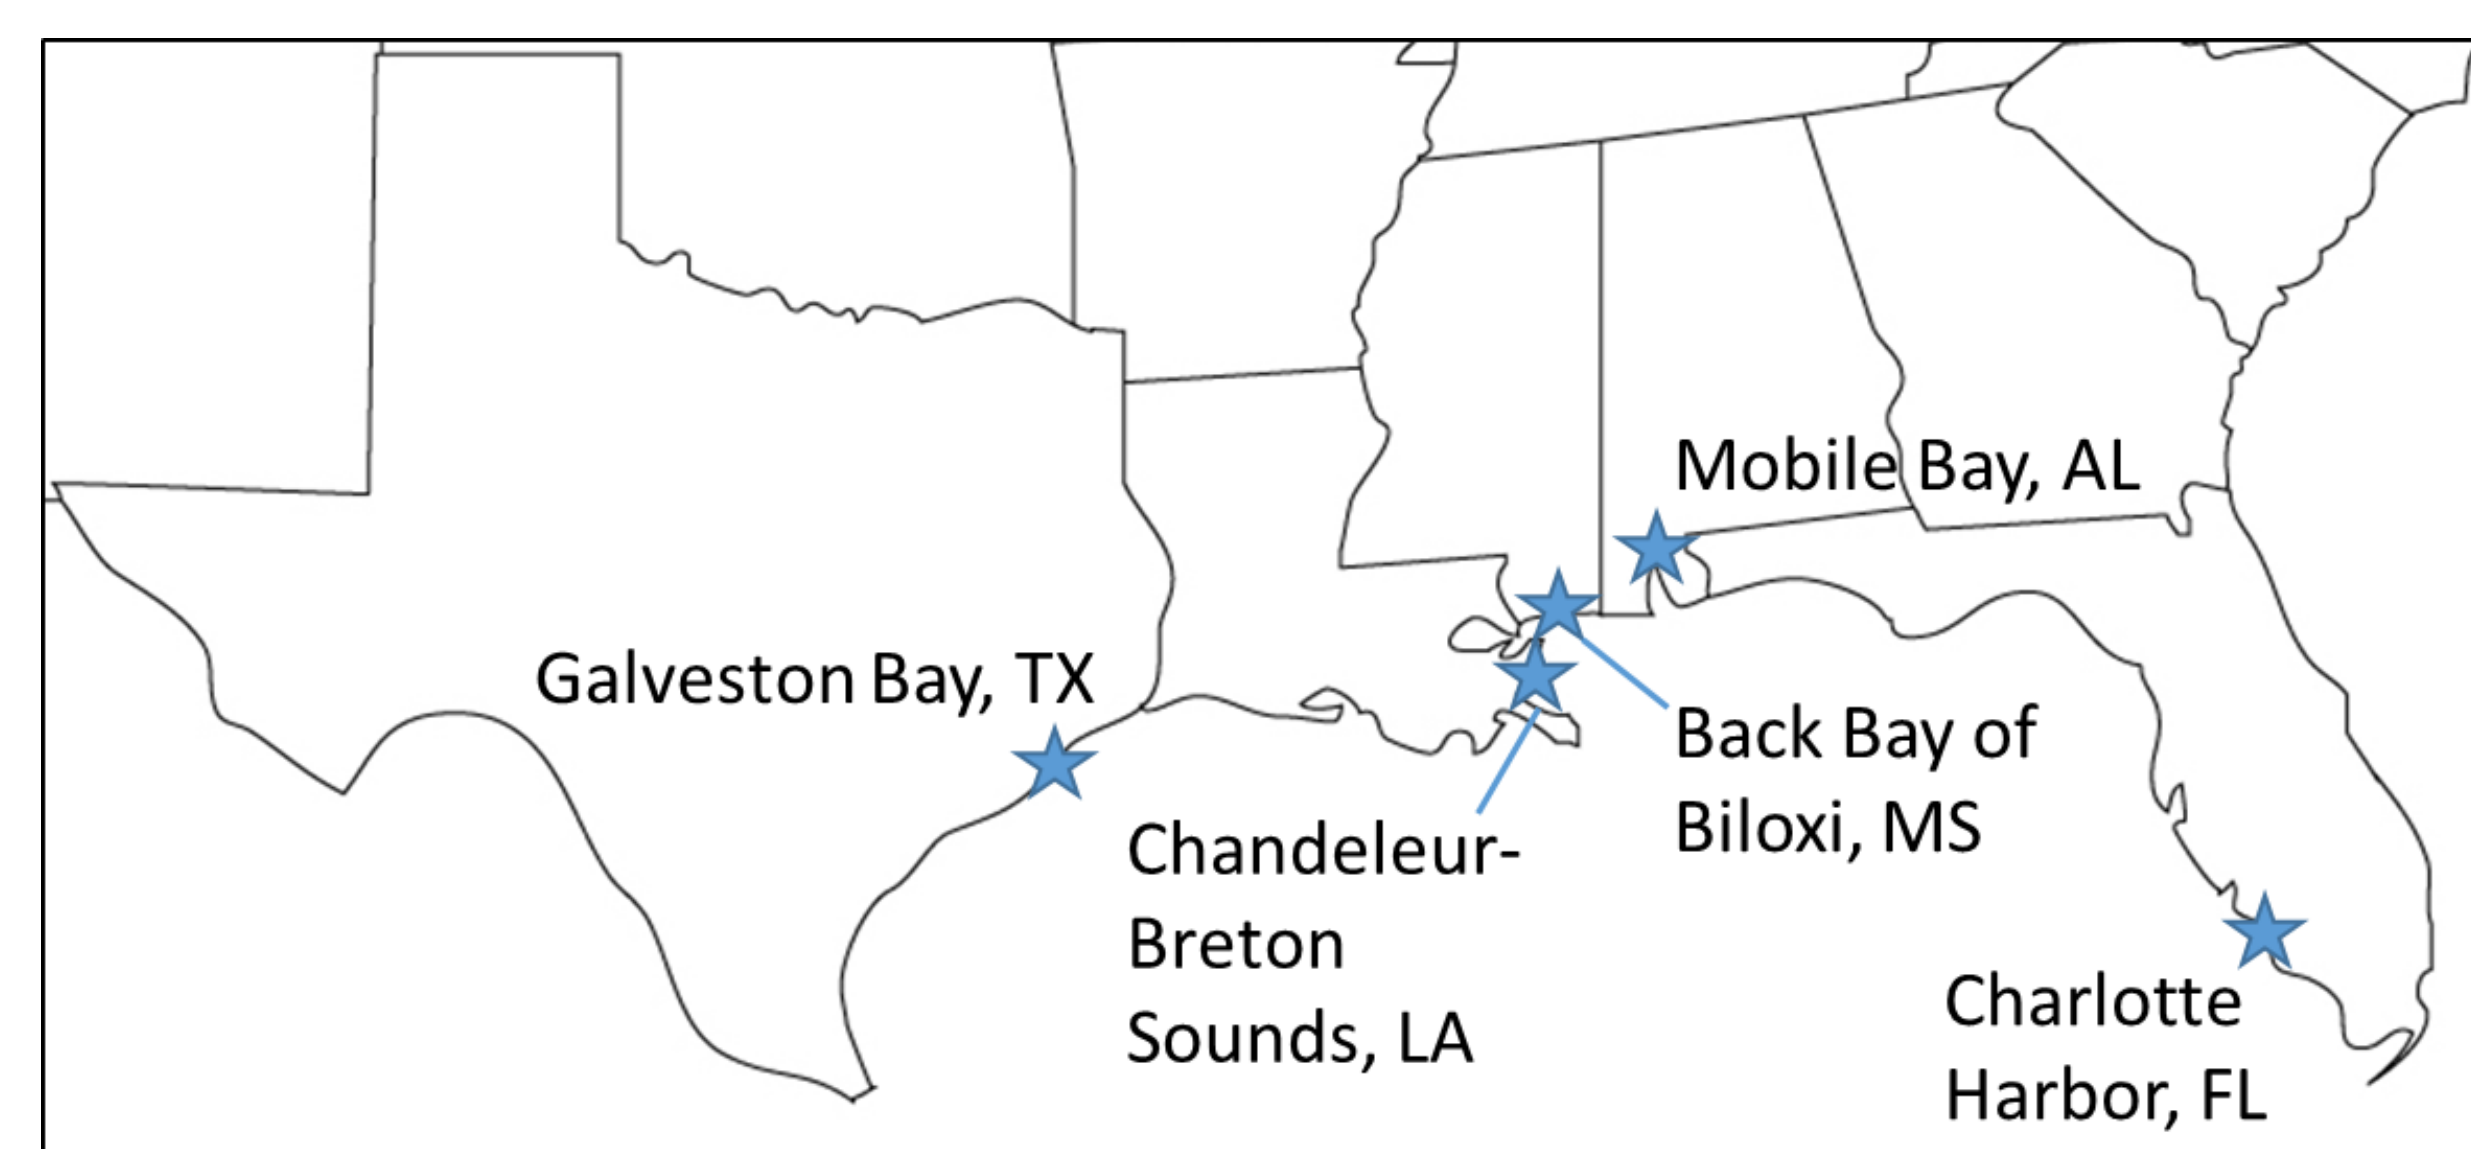 Mobile Bay, AL
Galveston Bay, TX
Back Bay of
Biloxi, MS
Chandeleur-
Breton
Sounds, LA
Charlotte
Harbor, FL